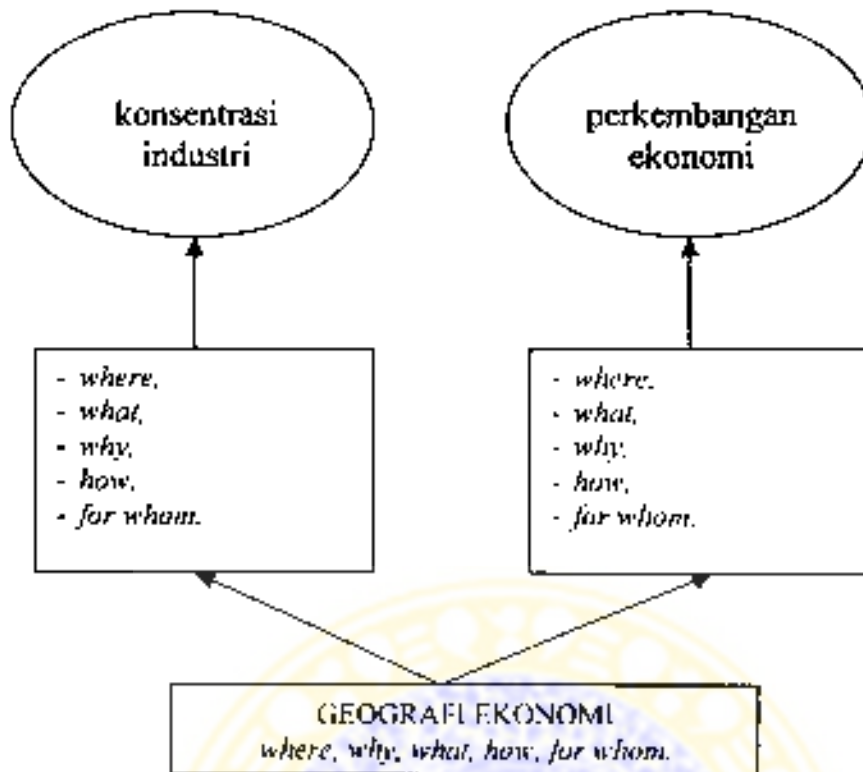 konsentrasi
industri
perkembangan
ekonomi
- where,
- what,
- why,
- how,
- for whom.
- where,
- what,
- why,
- how,
- for whom.
GEOGRAFI EKONOMI
where, why, what, how, for whom.